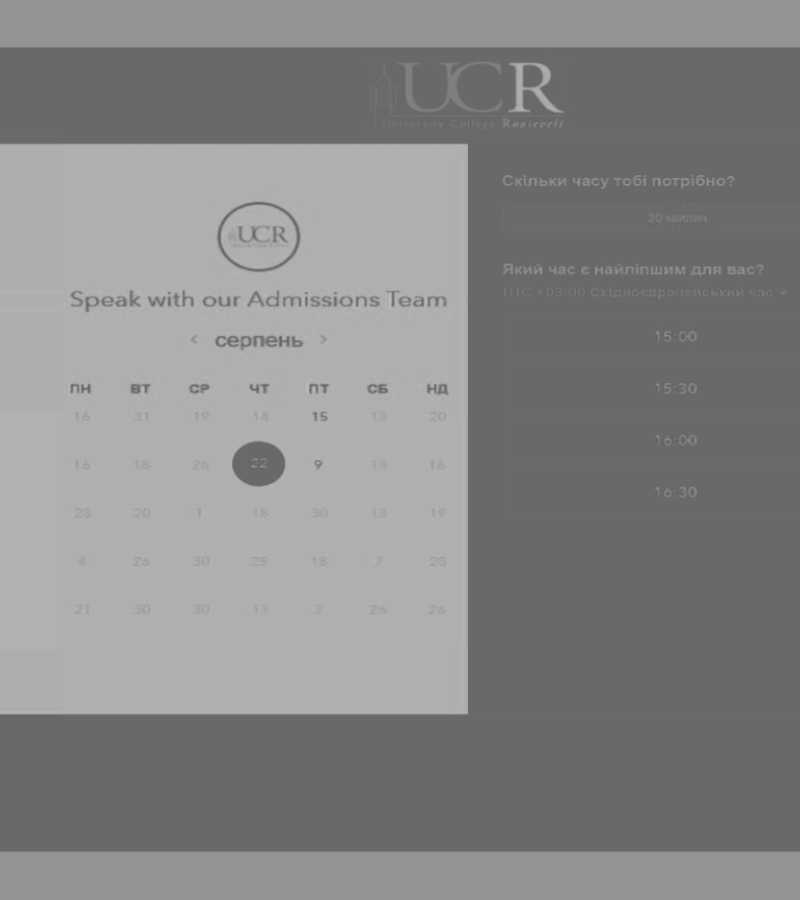 UCR
University College Roosevelt
UCR
Speak with our Admissions Team
< серпень >
ПН ВТ СР ЧТ ПТ СБ НД
16 31 19 14 15 13 20
16 18 26 22 9 13 16
28 20 1 18 30 13 19
4 26 30 25 18 7 28
21 30 30 13 3 26 26
Скільки часу тобі потрібно?
30 хвилин
Який час є найліпшим для вас?
UTC +03:00 Східноєвропейський час
15:00
15:30
16:00
16:30